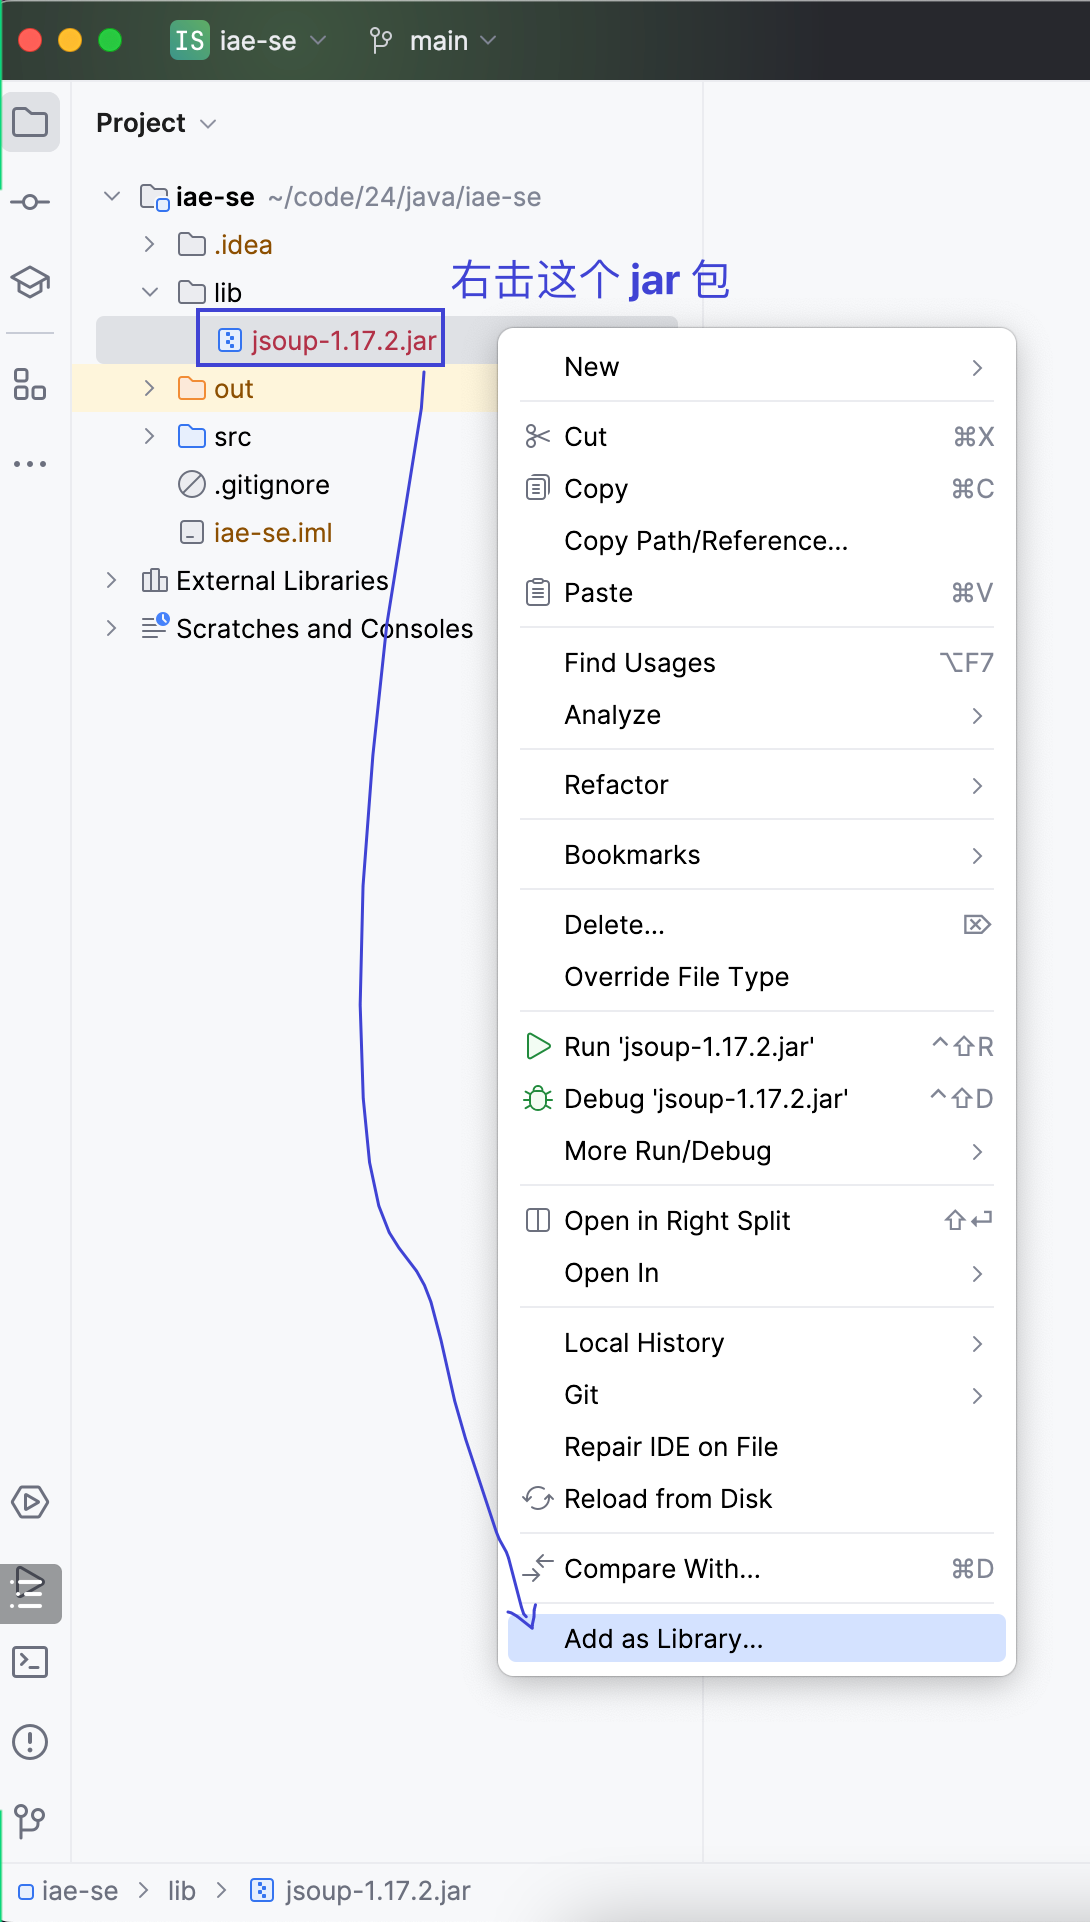 IS iae-se main
Project
iae-se ~/code/24/java/iae-se
.idea
lib
右击这个 jar 包
jsoup-1.17.2.jar
out
src
.gitignore
iae-se.iml
External Libraries
Scratches and Consoles
New
Cut ⌘X
Copy ⌘C
Copy Path/Reference...
Paste ⌘V
Find Usages ⌥F7
Analyze
Refactor
Bookmarks
Delete... ⌦
Override File Type
Run 'jsoup-1.17.2.jar' ^⇧R
Debug 'jsoup-1.17.2.jar' ^⇧D
More Run/Debug
Open in Right Split ⇧↩
Open In
Local History
Git
Repair IDE on File
Reload from Disk
Compare With... ⌘D
Add as Library...
iae-se > lib > jsoup-1.17.2.jar